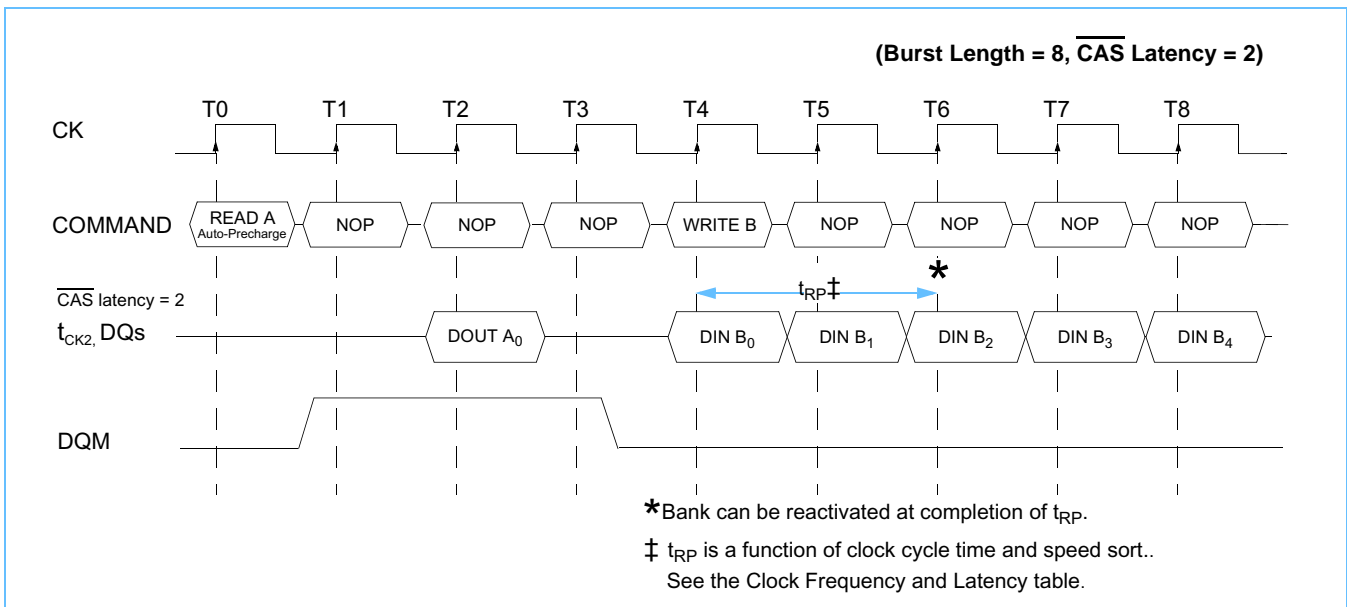 (Burst Length = 8, CAS Latency = 2)
T0 T1 T2 T3 T4 T5 T6 T7 T8
CK
COMMAND READ A Auto-Precharge NOP NOP NOP WRITE B NOP NOP NOP NOP
*
tRP‡
CAS latency = 2
tCK2, DQs DOUT A0 DIN B0 DIN B1 DIN B2 DIN B3 DIN B4
DQM
*Bank can be reactivated at completion of tRP.
‡ tRP is a function of clock cycle time and speed sort..
See the Clock Frequency and Latency table.